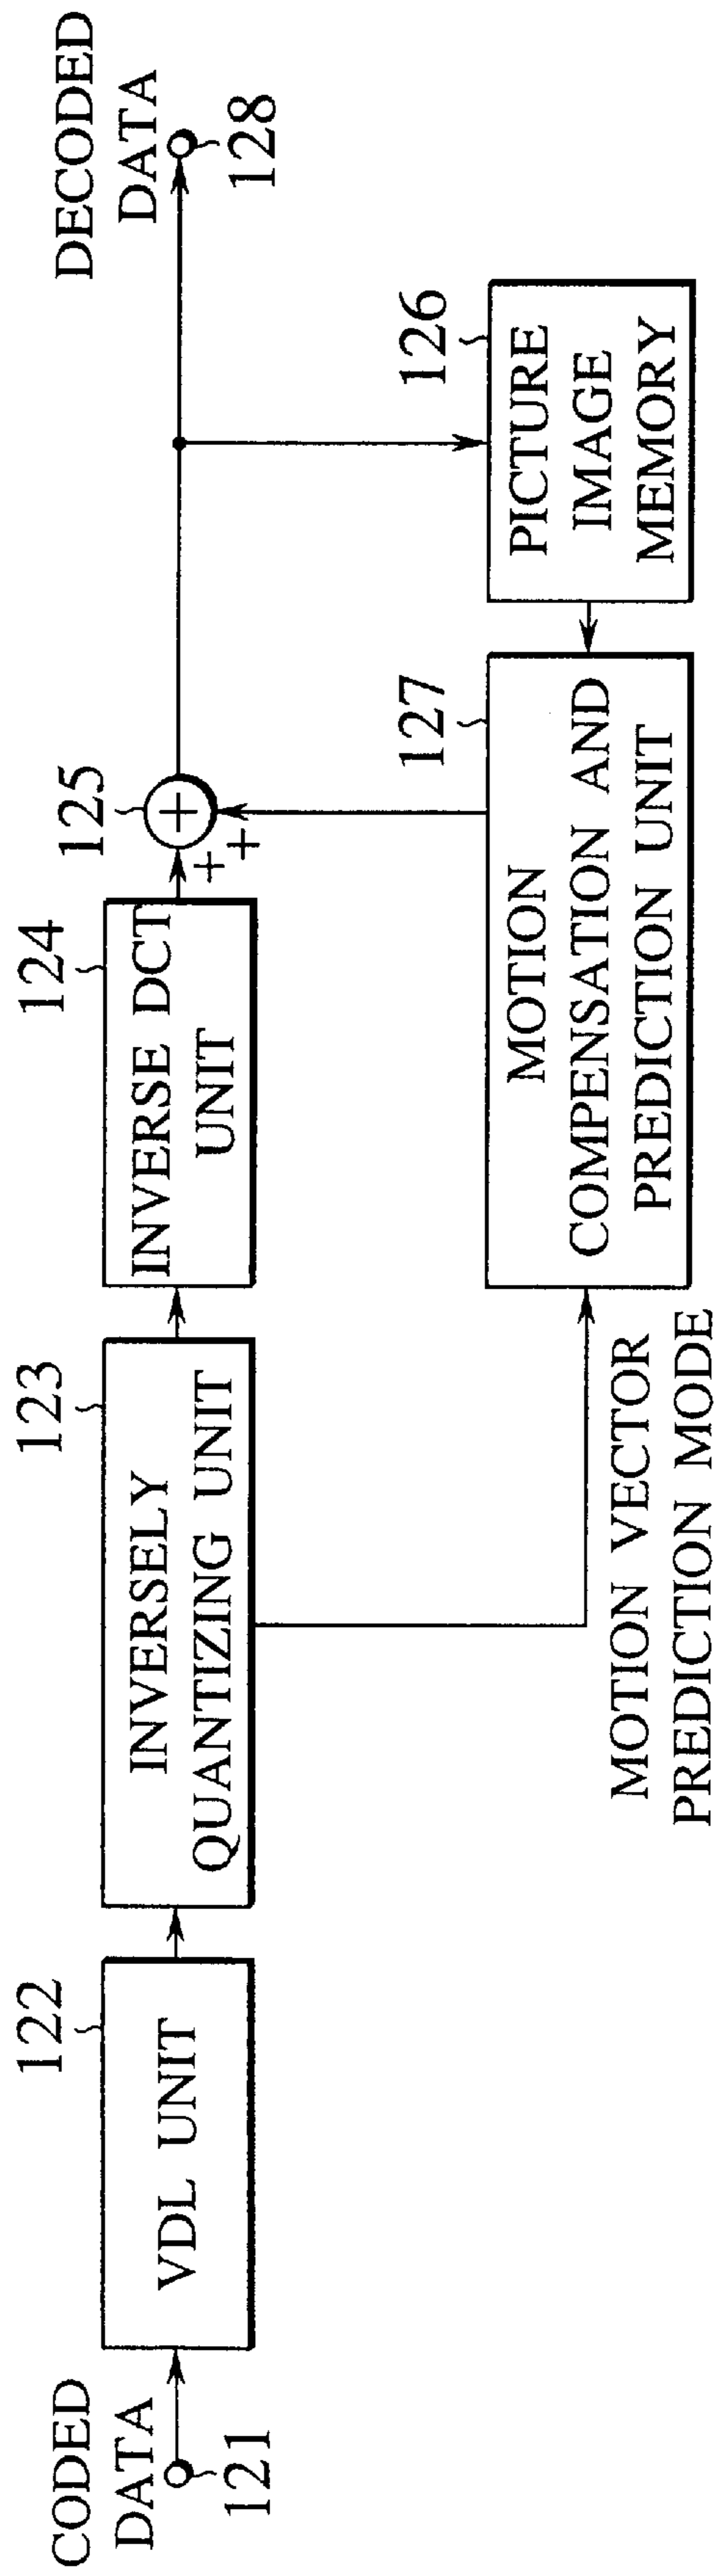 CODED
DATA
121
122
VDL UNIT
123
INVERSELY
QUANTIZING UNIT
124
INVERSE DCT
UNIT
125
+
+
+
DECODED
DATA
128
126
PICTURE
IMAGE
MEMORY
127
MOTION
COMPENSATION AND
PREDICTION UNIT
MOTION VECTOR
PREDICTION MODE